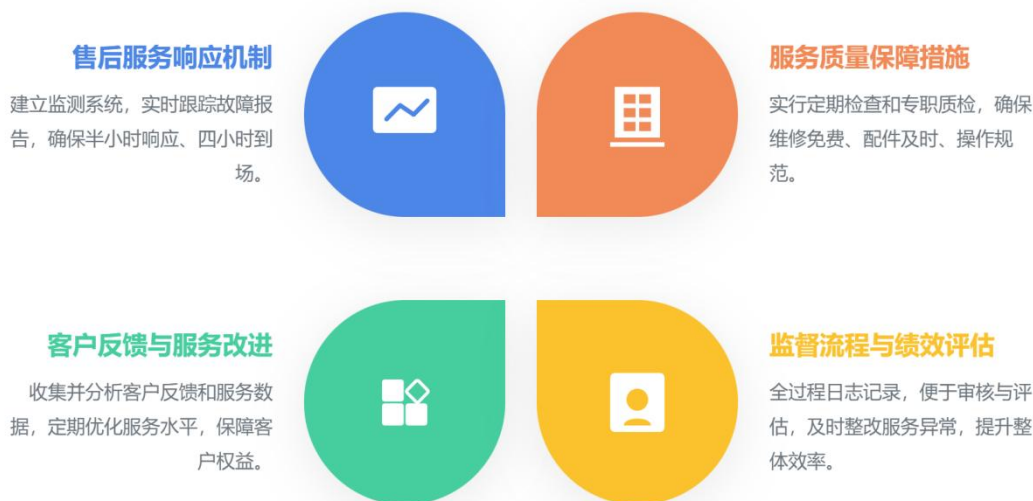 售后服务响应机制
建立监测系统，实时跟踪故障报
告，确保半小时响应、四小时到
场。
服务质量保障措施
实行定期检查和专职质检，确保
维修免费、配件及时、操作规
范。
客户反馈与服务改进
收集并分析客户反馈和服务数
据，定期优化服务水平，保障客
户权益。
监督流程与绩效评估
全过程日志记录，便于审核与评
估，及时整改服务异常，提升整
体效率。